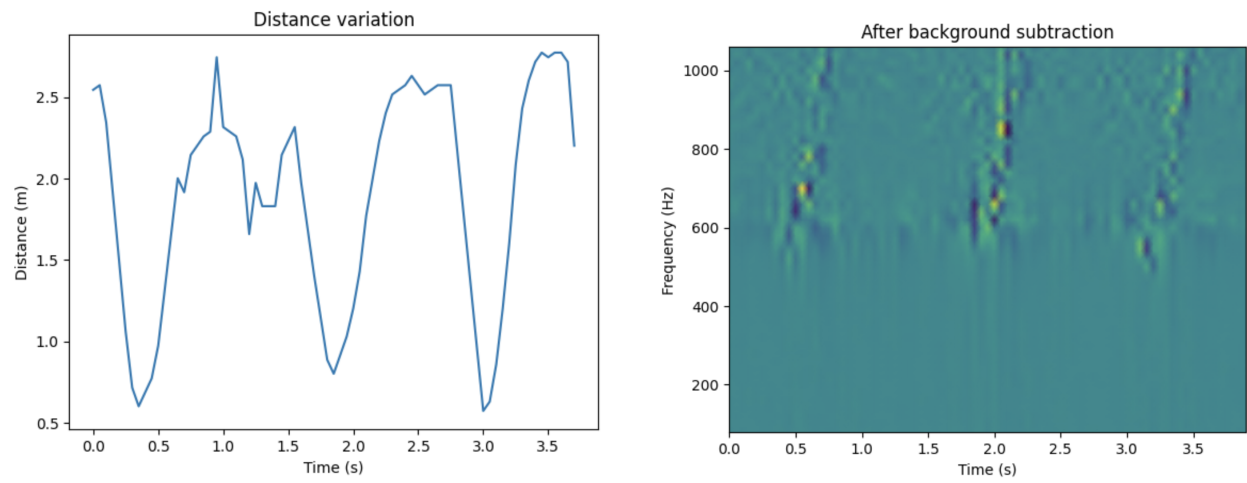 Distance variation
2.5
2.0
1.5
1.0
0.5
Distance (m)
0.0 0.5 1.0 1.5 2.0 2.5 3.0 3.5
Time (s)
After background subtraction
1000
800
600
400
200
Frequency (Hz)
0.0 0.5 1.0 1.5 2.0 2.5 3.0 3.5
Time (s)